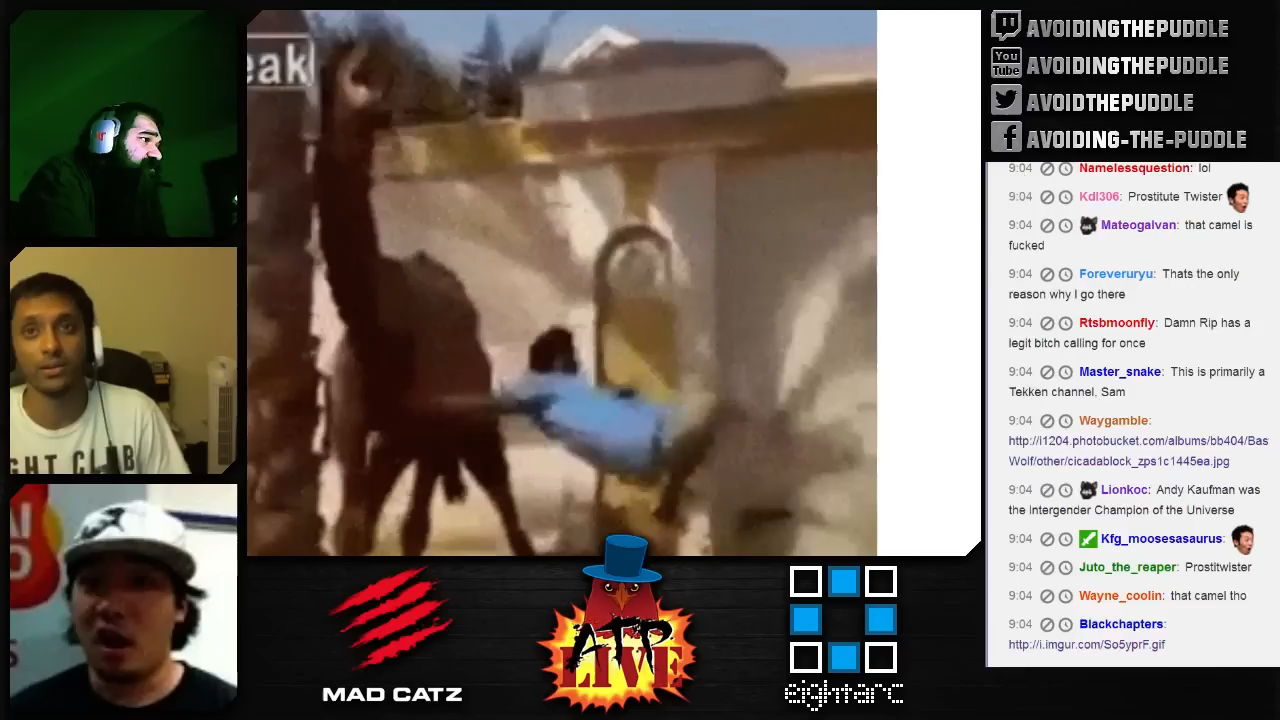 eak
AVOIDINGTHEPUDDLE
You
Tube
AVOIDINGTHEPUDDLE
AVOIDTHEPUDDLE
AVOIDING-THE-PUDDLE
9:04 Namelessquestion: lol
9:04 Kdl306: Prostitute Twister
9:04 Mateogalvan: that camel is
fucked
9:04 Foreveruryu: Thats the only
reason why I go there
9:04 Rtsbmoonfly: Damn Rip has a
legit bitch calling for once
9:04 Master_snake: This is primarily a
Tekken channel, Sam
9:04 Waygamble:
http://i1204.photobucket.com/albums/bb404/Bas
Wolf/other/cicadablock_zps1c1445ea.jpg
9:04 Lionkoc: Andy Kaufman was
the intergender Champion of the Universe
9:04 Kfg_moosesasaurus:
9:04 Juto_the_reaper: Prostitwister
9:04 Wayne_coolin: that camel tho
9:04 Blackchapters:
http://i.imgur.com/So5yprF.gif
GHT CLUB
MAD CATZ
ATP
LIVE
eightarc